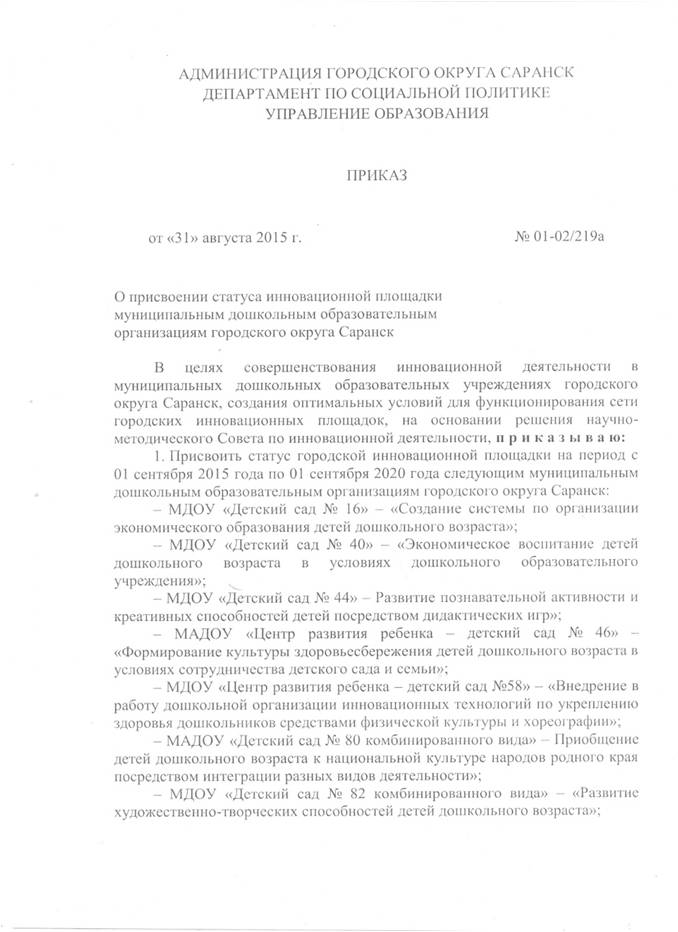 АДМИНИСТРАЦИЯ ГОРОДСКОГО ОКРУГА САРАНСК
ДЕПАРТАМЕНТ ПО СОЦИАЛЬНОЙ ПОЛИТИКЕ
УПРАВЛЕНИЕ ОБРАЗОВАНИЯ
ПРИКАЗ
от «31» августа 2015 г. № 01-02/219а
О присвоении статуса инновационной площадки
муниципальным дошкольным образовательным
организациям городского округа Саранск
В целях совершенствования инновационной деятельности в
муниципальных дошкольных образовательных учреждениях городского
округа Саранск, создания оптимальных условий для функционирования сети
городских инновационных площадок, на основании решения научно-
методического Совета по инновационной деятельности, п р и к а з ы в а ю:
1. Присвоить статус городской инновационной площадки на период с
01 сентября 2015 года по 01 сентября 2020 года следующим муниципальным
дошкольным образовательным организациям городского округа Саранск:
– МДОУ «Детский сад № 16» – «Создание системы по организации
экономического образования детей дошкольного возраста»;
– МДОУ «Детский сад № 40» – «Экономическое воспитание детей
дошкольного возраста в условиях дошкольного образовательного
учреждения»;
– МДОУ «Детский сад № 44» – Развитие познавательной активности и
креативных способностей детей посредством дидактических игр»;
– МАДОУ «Центр развития ребенка – детский сад № 46» –
«Формирование культуры здоровьесбережения детей дошкольного возраста в
условиях сотрудничества детского сада и семьи»;
– МДОУ «Центр развития ребенка – детский сад №58» – «Внедрение в
работу дошкольной организации инновационных технологий по укреплению
здоровья дошкольников средствами физической культуры и хореографии»;
– МАДОУ «Детский сад № 80 комбинированного вида» – Приобщение
детей дошкольного возраста к национальной культуре народов родного края
посредством интеграции разных видов деятельности»;
– МДОУ «Детский сад № 82 комбинированного вида» – «Развитие
художественно-творческих способностей детей дошкольного возраста»;